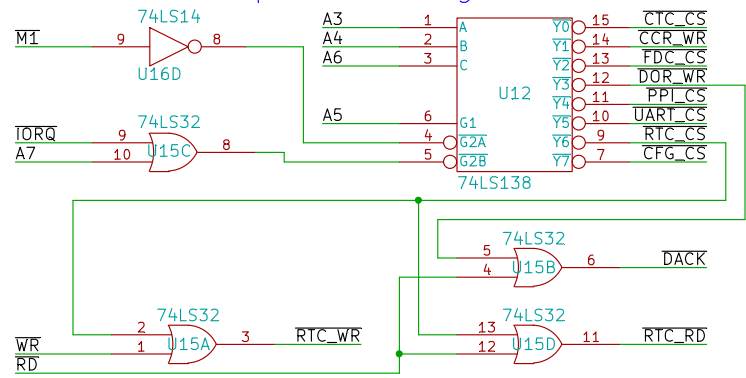 74LS14
M1
9
8
U16D
A3
1
A
Y0
15
CTC_CS
A4
2
B
Y1
14
CCR_WR
A6
3
C
Y2
13
FDC_CS
U12
Y3
12
DOR_WR
Y4
11
PPI_CS
A5
6
G1
Y5
10
UART_CS
4
G2A
Y6
9
RTC_CS
5
G2B
Y7
7
CFG_CS
74LS138
74LS32
IORQ
9
A7
10
U15C
8
74LS32
5
4
U15B
6
DACK
74LS32
2
1
U15A
3
RTC_WR
WR
RD
74LS32
13
12
U15D
11
RTC_RD